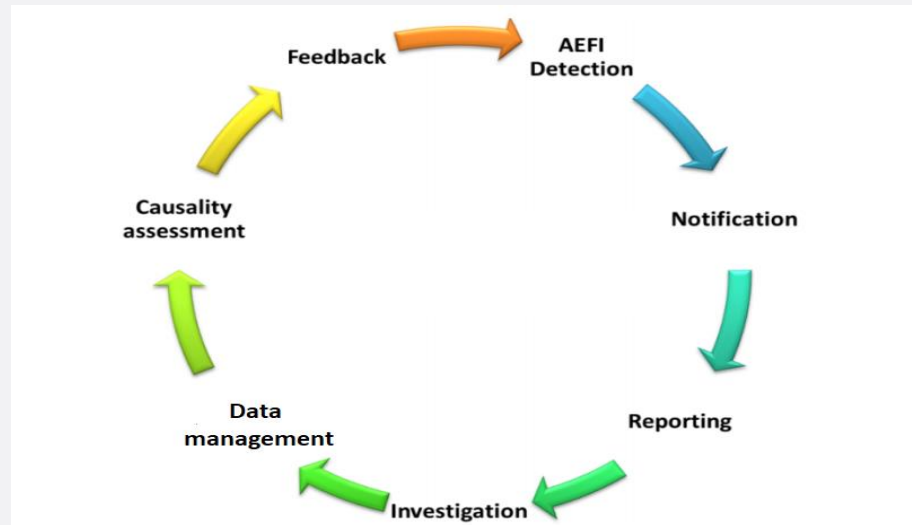 Feedback
AEFI
Detection
Notification
Reporting
Investigation
Data
management
Causality
assessment